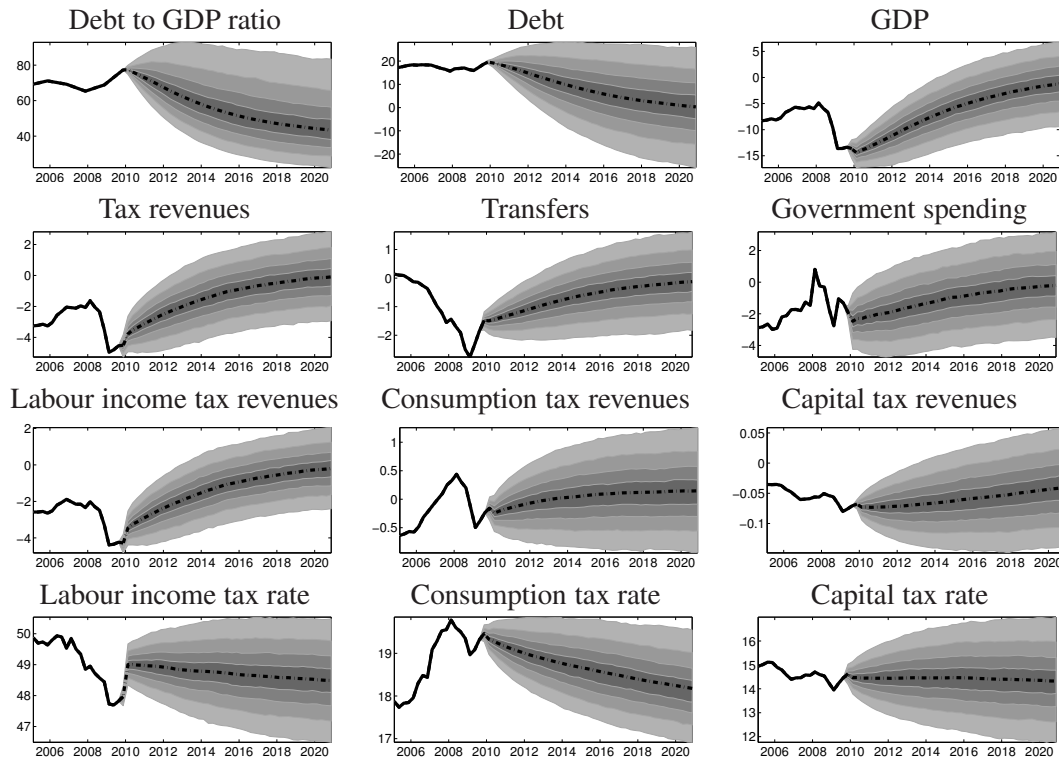 Debt to GDP ratio
Debt
GDP
80
60
40
20
10
0
−10
−20
5
0
−5
−10
−15
2006 2008 2010 2012 2014 2016 2018 2020
2006 2008 2010 2012 2014 2016 2018 2020
2006 2008 2010 2012 2014 2016 2018 2020
Tax revenues
Transfers
Government spending
2
0
−2
−4
1
0
−1
−2
2
0
−2
−4
2006 2008 2010 2012 2014 2016 2018 2020
2006 2008 2010 2012 2014 2016 2018 2020
2006 2008 2010 2012 2014 2016 2018 2020
Labour income tax revenues
Consumption tax revenues
Capital tax revenues
2
0
−2
−4
1
0.5
0
−0.5
0.05
0
−0.05
−0.1
2006 2008 2010 2012 2014 2016 2018 2020
2006 2008 2010 2012 2014 2016 2018 2020
2006 2008 2010 2012 2014 2016 2018 2020
Labour income tax rate
Consumption tax rate
Capital tax rate
50
49
48
47
19
18
17
16
15
14
13
12
2006 2008 2010 2012 2014 2016 2018 2020
2006 2008 2010 2012 2014 2016 2018 2020
2006 2008 2010 2012 2014 2016 2018 2020